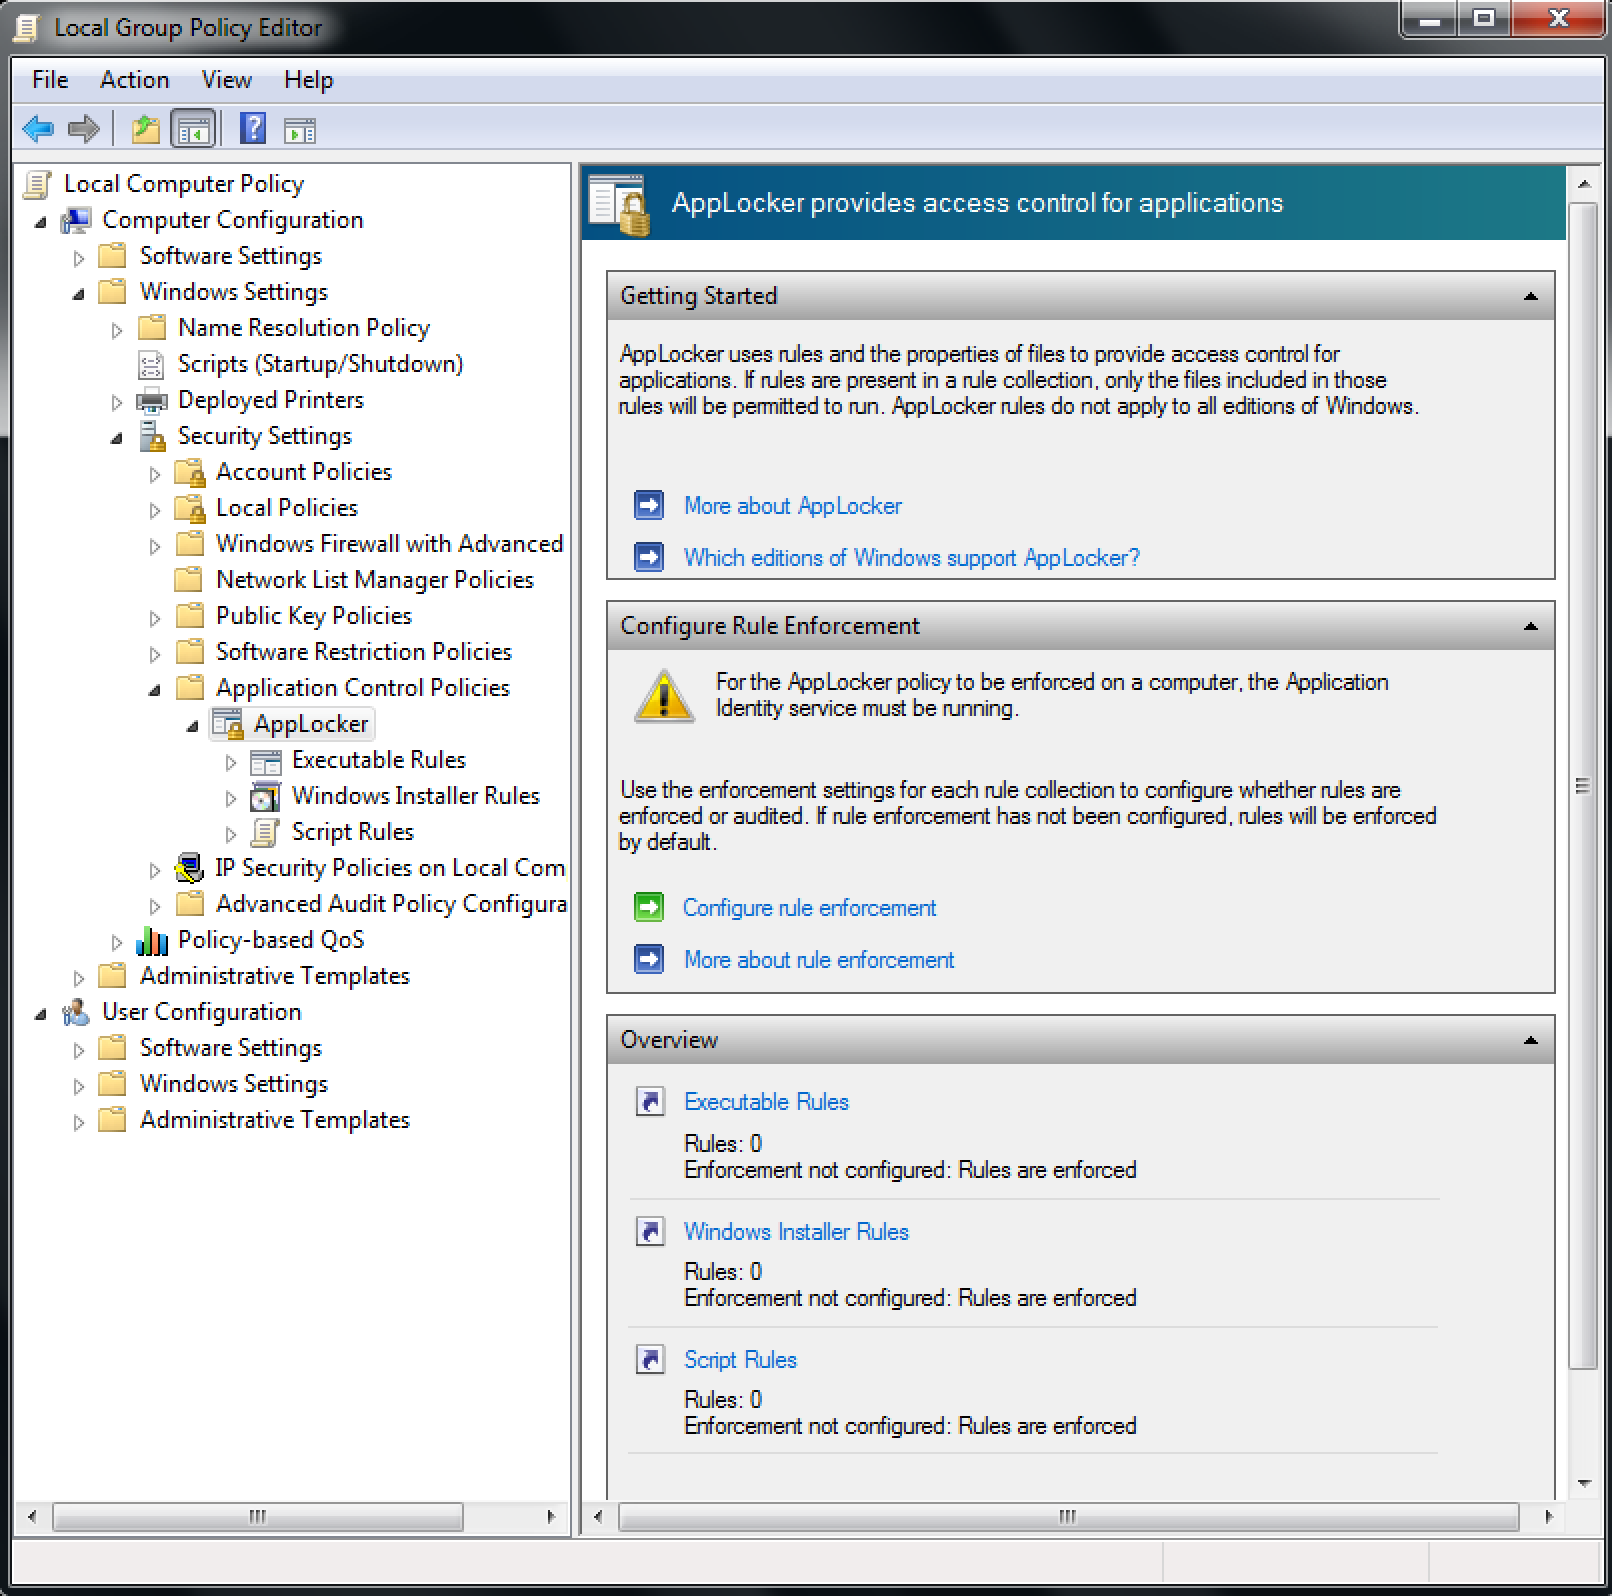 Local Group Policy Editor
File Action View Help
Local Computer Policy
Computer Configuration
Software Settings
Windows Settings
Name Resolution Policy
Scripts (Startup/Shutdown)
Deployed Printers
Security Settings
Account Policies
Local Policies
Windows Firewall with Advanced
Network List Manager Policies
Public Key Policies
Software Restriction Policies
Application Control Policies
AppLocker
Executable Rules
Windows Installer Rules
Script Rules
IP Security Policies on Local Com
Advanced Audit Policy Configura
Policy-based QoS
Administrative Templates
User Configuration
Software Settings
Windows Settings
Administrative Templates
AppLocker provides access control for applications
Getting Started
AppLocker uses rules and the properties of files to provide access control for
applications. If rules are present in a rule collection, only the files included in those
rules will be permitted to run. AppLocker rules do not apply to all editions of Windows.
More about AppLocker
Which editions of Windows support AppLocker?
Configure Rule Enforcement
For the AppLocker policy to be enforced on a computer, the Application
Identity service must be running.
Use the enforcement settings for each rule collection to configure whether rules are
enforced or audited. If rule enforcement has not been configured, rules will be enforced
by default.
Configure rule enforcement
More about rule enforcement
Overview
Executable Rules
Rules: 0
Enforcement not configured: Rules are enforced
Windows Installer Rules
Rules: 0
Enforcement not configured: Rules are enforced
Script Rules
Rules: 0
Enforcement not configured: Rules are enforced